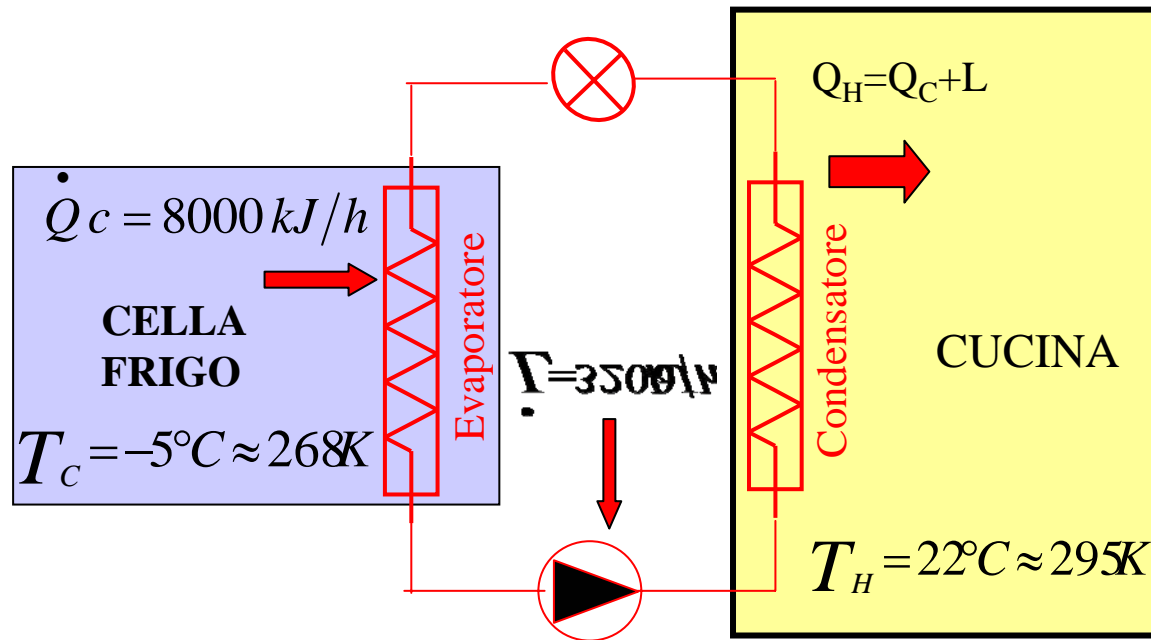 Q_H=Q_C+L
Q̇c = 8000 kJ/h
CELLA
FRIGO
T_C = −5°C ≈ 268K
Evaporatore
Condensatore
CUCINA
T_H = 22°C ≈ 295K